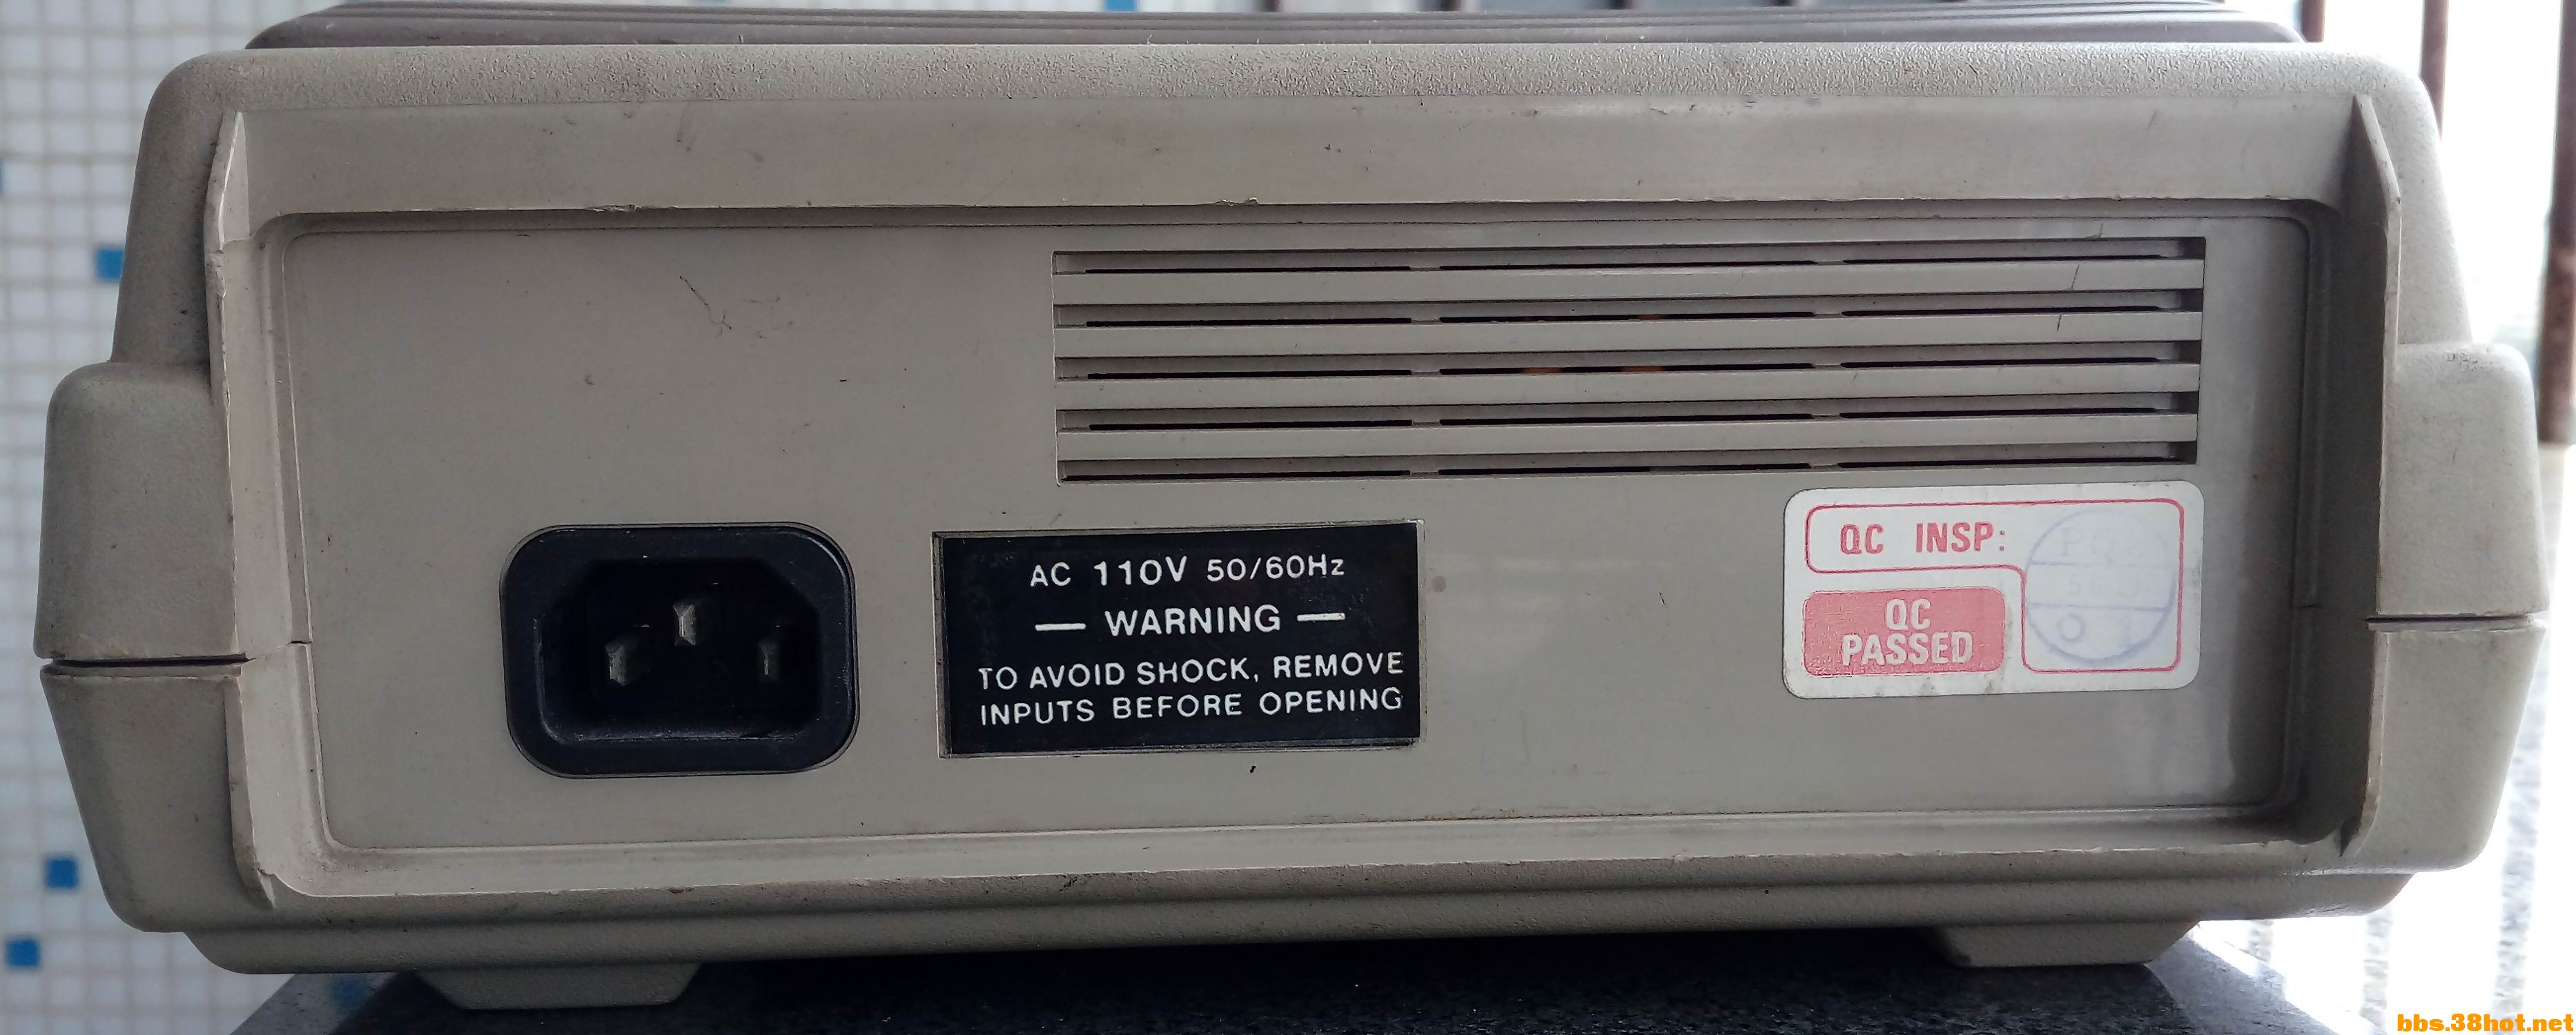 AC 110V 50/60Hz
— WARNING —
TO AVOID SHOCK, REMOVE
INPUTS BEFORE OPENING
QC INSP:
QC
PASSED
bbs.38hot.net